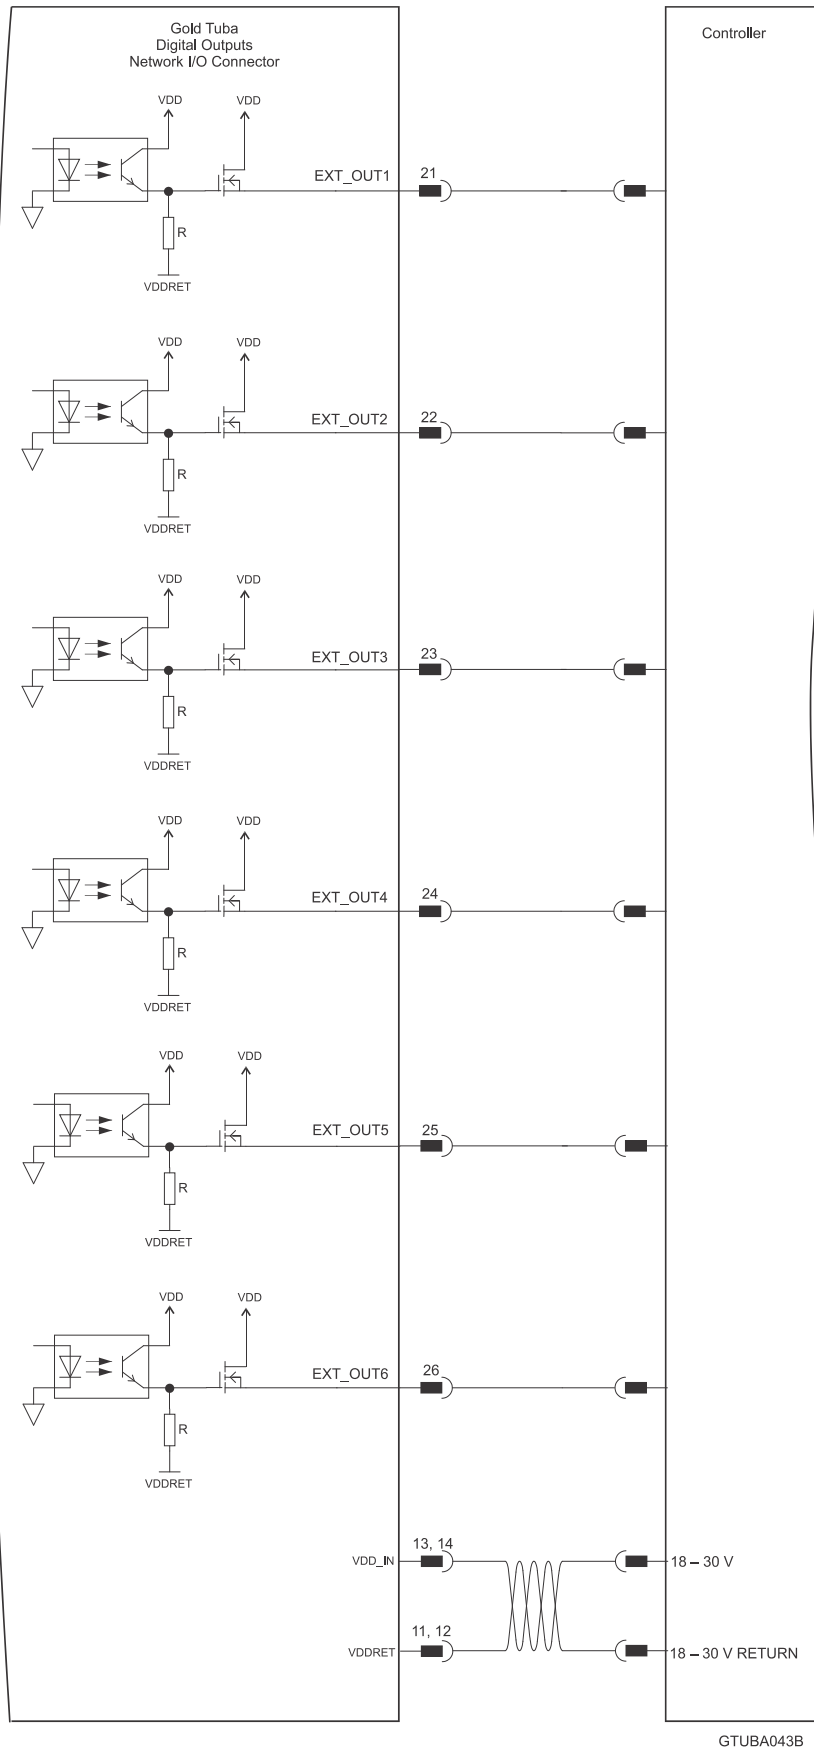 Gold Tuba
Digital Outputs
Network I/O Connector
Controller
VDD
VDD
EXT_OUT1
21
R
VDDRET
VDD
VDD
EXT_OUT2
22
R
VDDRET
VDD
VDD
EXT_OUT3
23
R
VDDRET
VDD
VDD
EXT_OUT4
24
R
VDDRET
VDD
VDD
EXT_OUT5
25
R
VDDRET
VDD
VDD
EXT_OUT6
26
R
VDDRET
VDD_IN
13, 14
18 – 30 V
VDDRET
11, 12
18 – 30 V RETURN
GTUBA043B